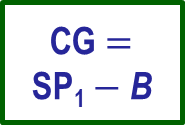 CG =
SP₁ − B